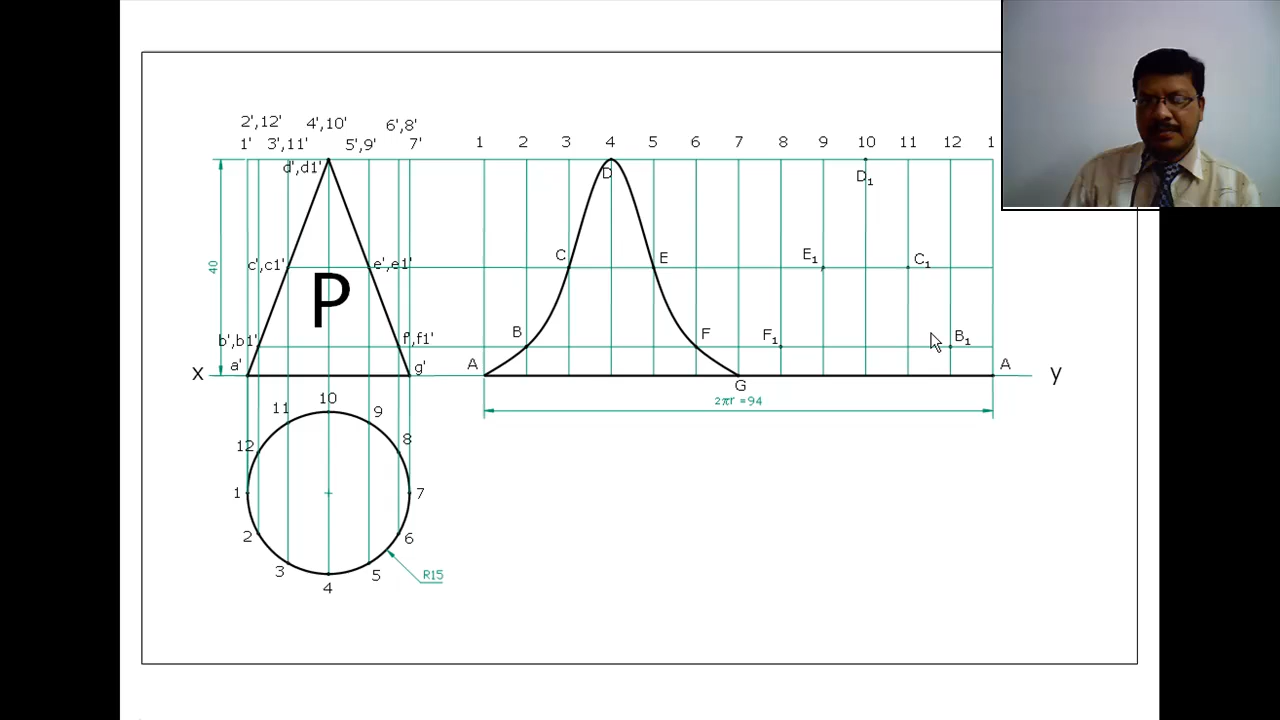 2',12' 4',10' 6',8'
1' 3',11' 5',9' 7' 1 2 3 4 5 6 7 8 9 10 11 12 1
d',d1' D D1
40 c',c1' e',e1' C E E1 C1
P
b',b1' f',f1' B F F1 B1
x a' g' A G A y
2πr =94
10
11 9
12 8
1 7
2 6
3 5
4
R15